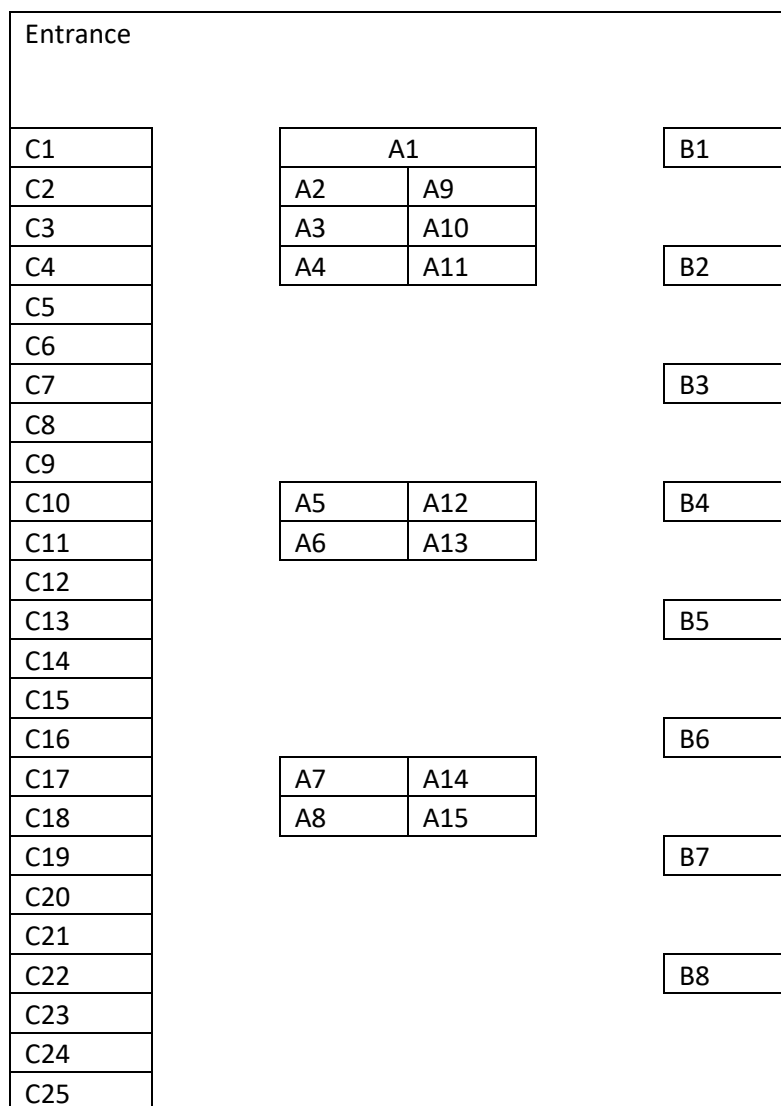 Entrance
C1 A1 B1
C2 A2 A9
C3 A3 A10
C4 A4 A11 B2
C5
C6
C7 B3
C8
C9
C10 A5 A12 B4
C11 A6 A13
C12
C13 B5
C14
C15
C16 B6
C17 A7 A14
C18 A8 A15
C19 B7
C20
C21
C22 B8
C23
C24
C25